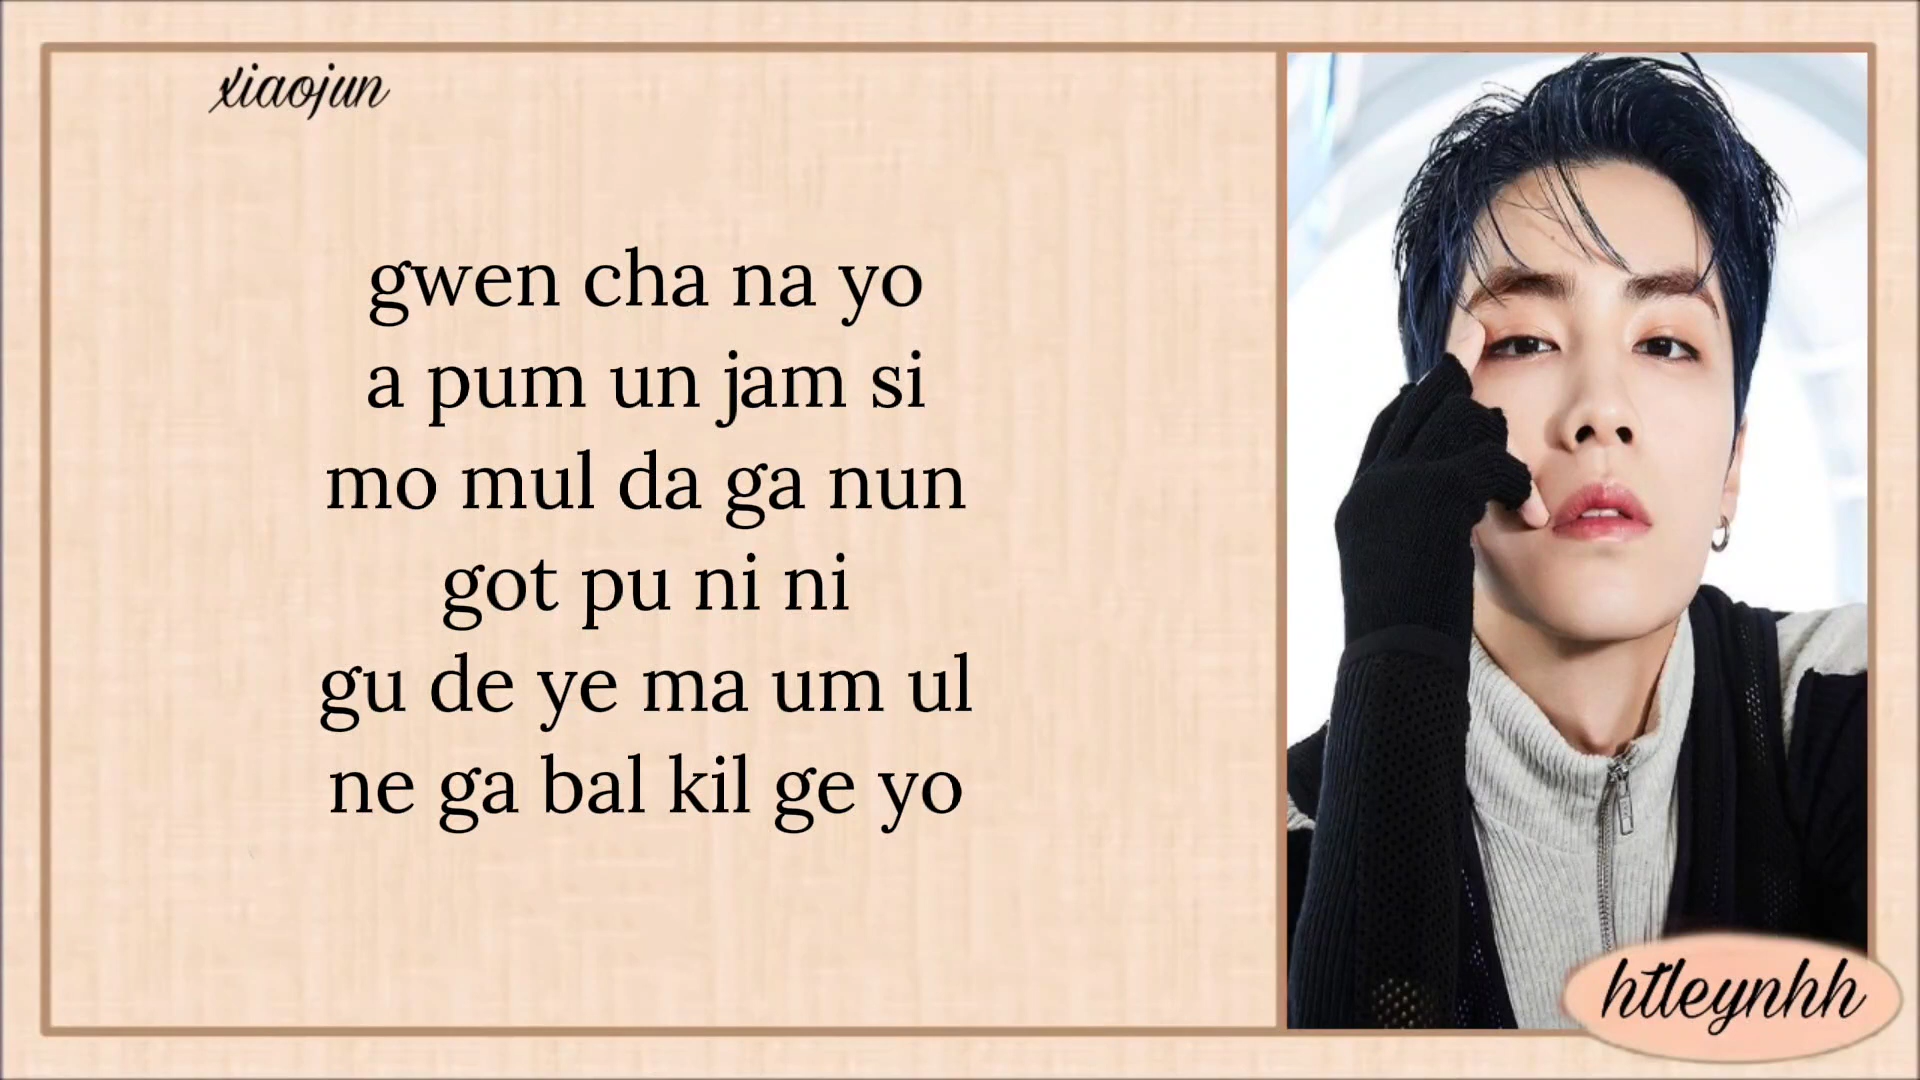 xiaojun
gwen cha na yo
a pum un jam si
mo mul da ga nun
got pu ni ni
gu de ye ma um ul
ne ga bal kil ge yo
htleynhh